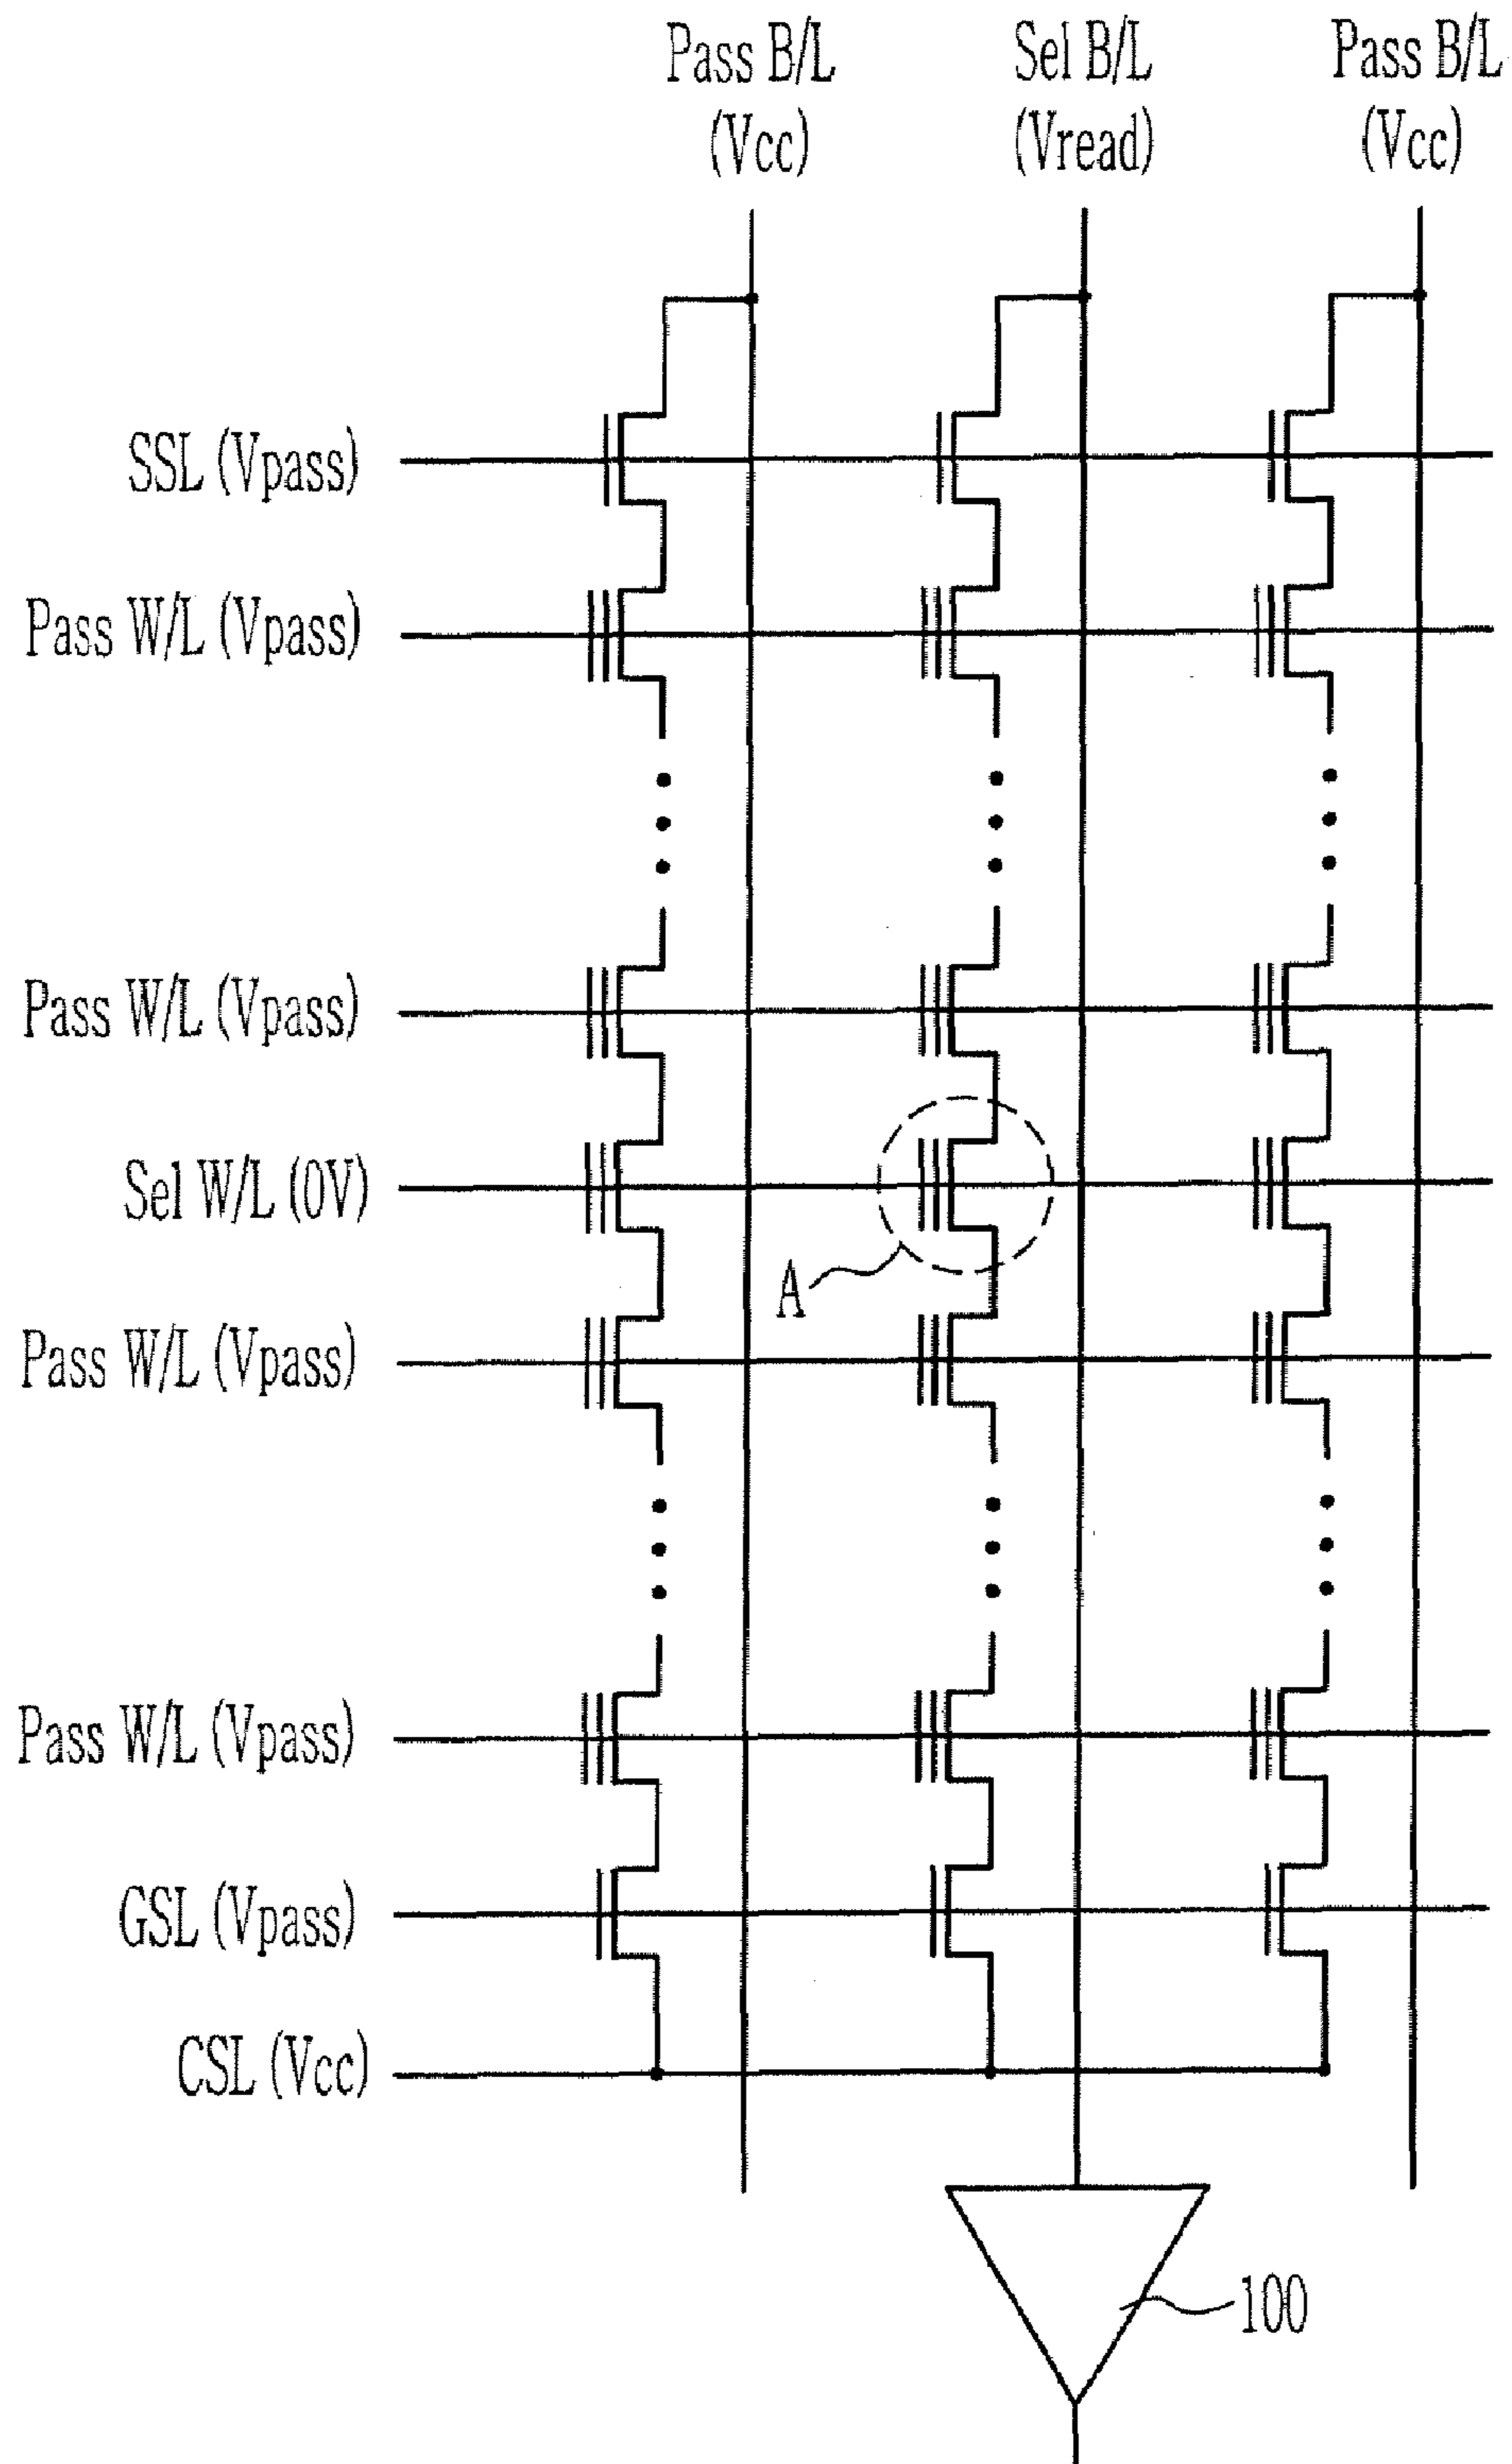 Pass B/L
(Vcc)
Sel B/L
(Vread)
Pass B/L
(Vcc)
SSL (Vpass)
Pass W/L (Vpass)
Pass W/L (Vpass)
Sel W/L (0V)
A
Pass W/L (Vpass)
Pass W/L (Vpass)
GSL (Vpass)
CSL (Vcc)
100